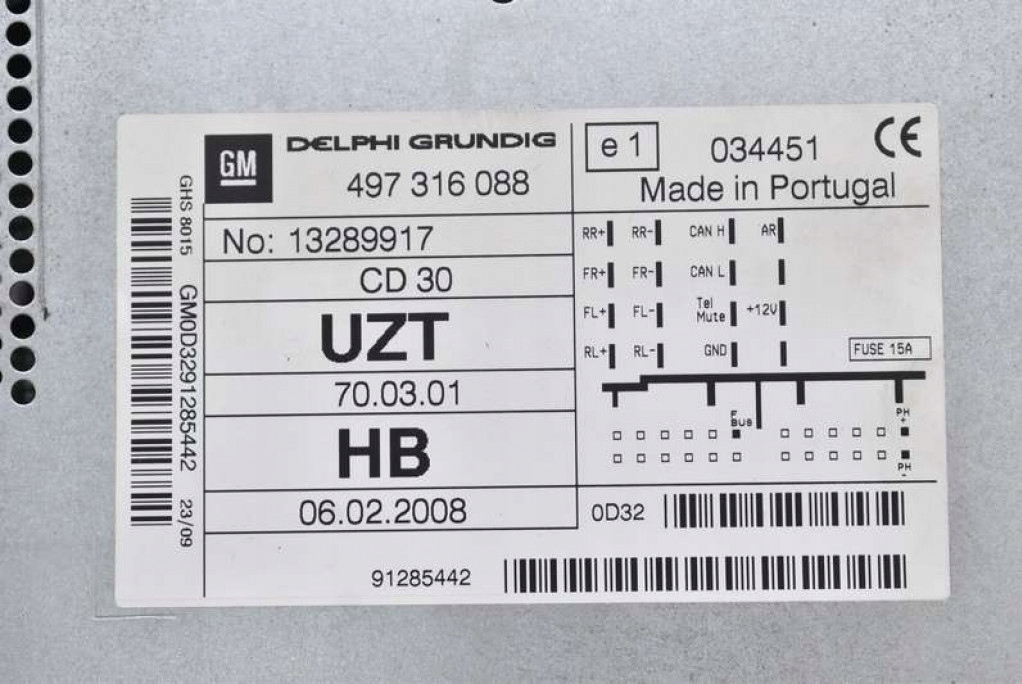 GM
DELPHI GRUNDIG
497 316 088
No: 13289917
CD 30
UZT
70.03.01
HB
06.02.2008
e 1
034451
CE
Made in Portugal
RR+ RR- CAN H AR
FR+ FR- CAN L
FL+ FL- Tel Mute +12V
RL+ RL- GND
FUSE 15A
F BUS
PH +
PH -
0D32
91285442
GHS 8015
GM0D3291285442
23/09